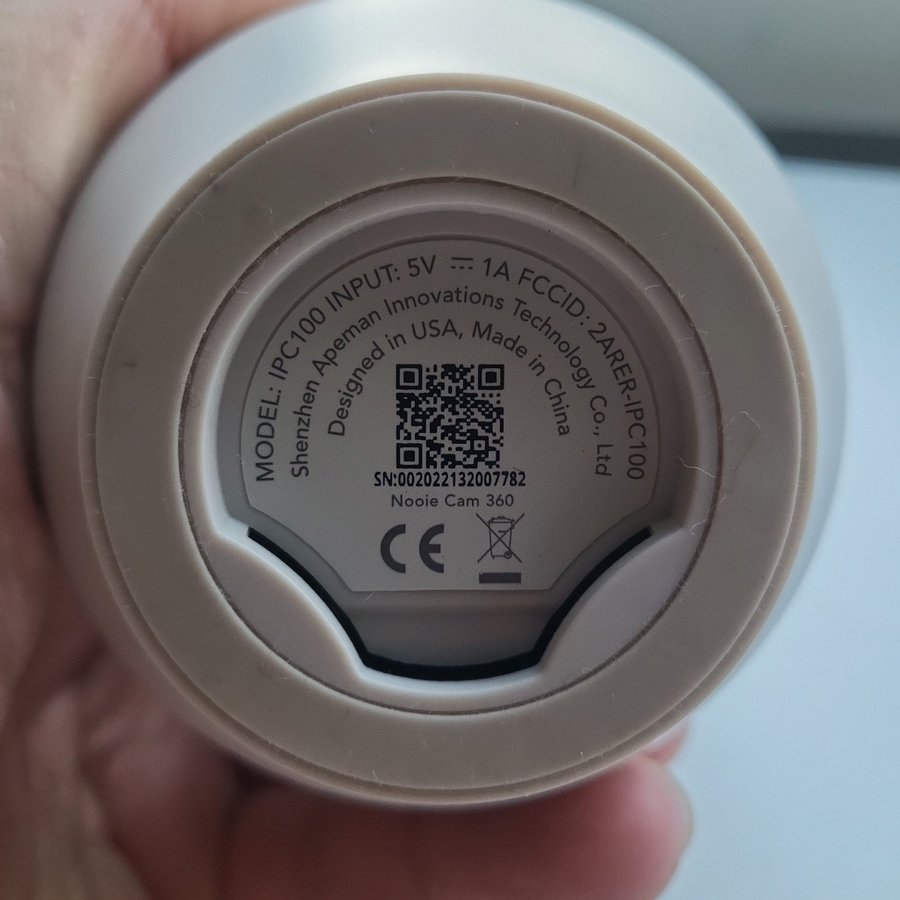 MODEL: IPC100 INPUT: 5V ⎓ 1A FCCID: 2ARER-IPC100
Shenzhen Apeman Innovations Technology Co., Ltd
Designed in USA, Made in China
SN:002022132007782
Nooie Cam 360
CE